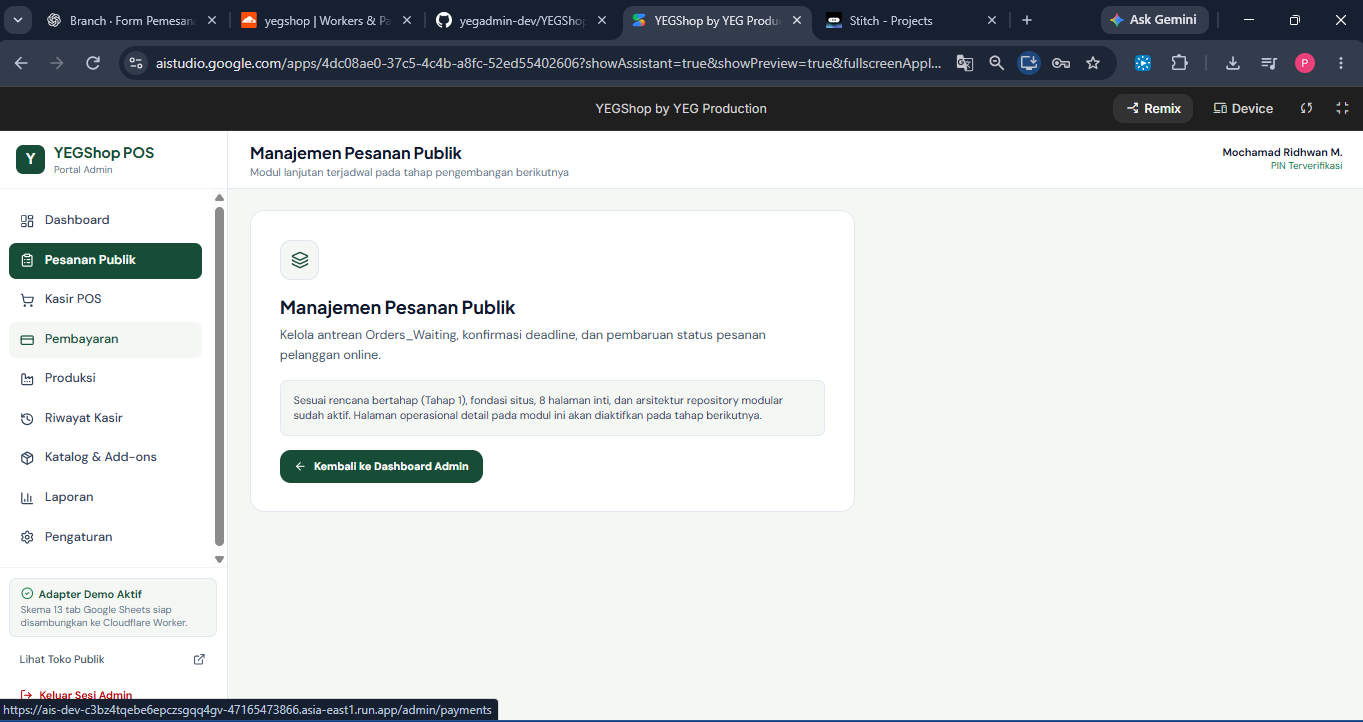 Branch · Form Pemesan
yegshop | Workers & Pa
yegadmin-dev/YEGShop
YEGShop by YEG Produ
Stitch - Projects
Ask Gemini
aistudio.google.com/apps/4dc08ae0-37c5-4c4b-a8fc-52ed55402606?showAssistant=true&showPreview=true&fullscreenAppl...
P
YEGShop by YEG Production
Remix
Device
Y
YEGShop POS
Portal Admin
Manajemen Pesanan Publik
Modul lanjutan terjadwal pada tahap pengembangan berikutnya
Mochamad Ridhwan M.
PIN Terverifikasi
Dashboard
Pesanan Publik
Kasir POS
Pembayaran
Produksi
Riwayat Kasir
Katalog & Add-ons
Laporan
Pengaturan
Manajemen Pesanan Publik
Kelola antrean Orders_Waiting, konfirmasi deadline, dan pembaruan status pesanan
pelanggan online.
Sesuai rencana bertahap (Tahap 1), fondasi situs, 8 halaman inti, dan arsitektur repository modular
sudah aktif. Halaman operasional detail pada modul ini akan diaktifkan pada tahap berikutnya.
Kembali ke Dashboard Admin
Adapter Demo Aktif
Skema 13 tab Google Sheets siap
disambungkan ke Cloudflare Worker.
Lihat Toko Publik
Keluar Sesi Admin
https://ais-dev-c3bz4tqebe6epczsgqq4gv-47165473866.asia-east1.run.app/admin/payments